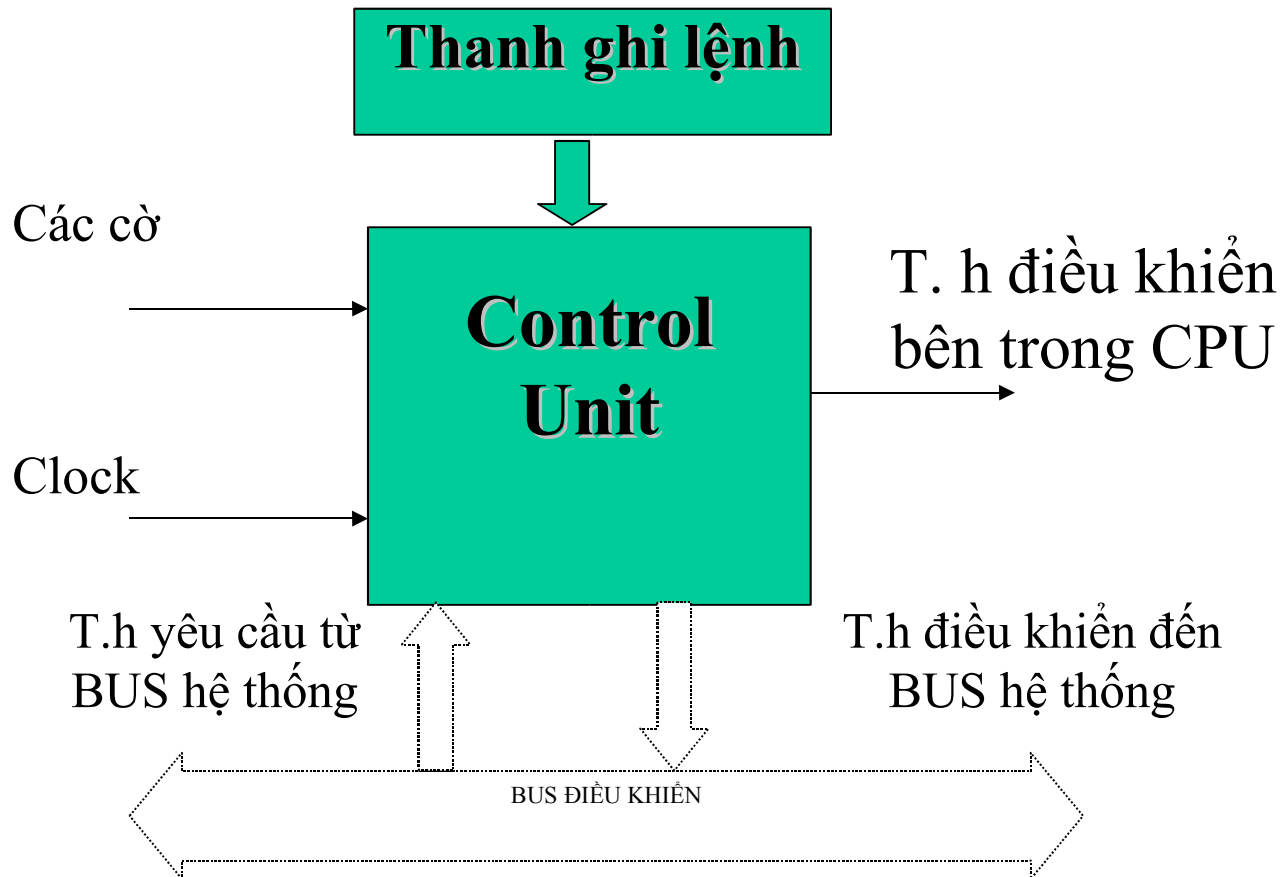 Thanh ghi lệnh
Các cờ
Control
Unit
T. h điều khiển
bên trong CPU
Clock
T.h yêu cầu từ
BUS hệ thống
T.h điều khiển đến
BUS hệ thống
BUS ĐIỀU KHIỂN